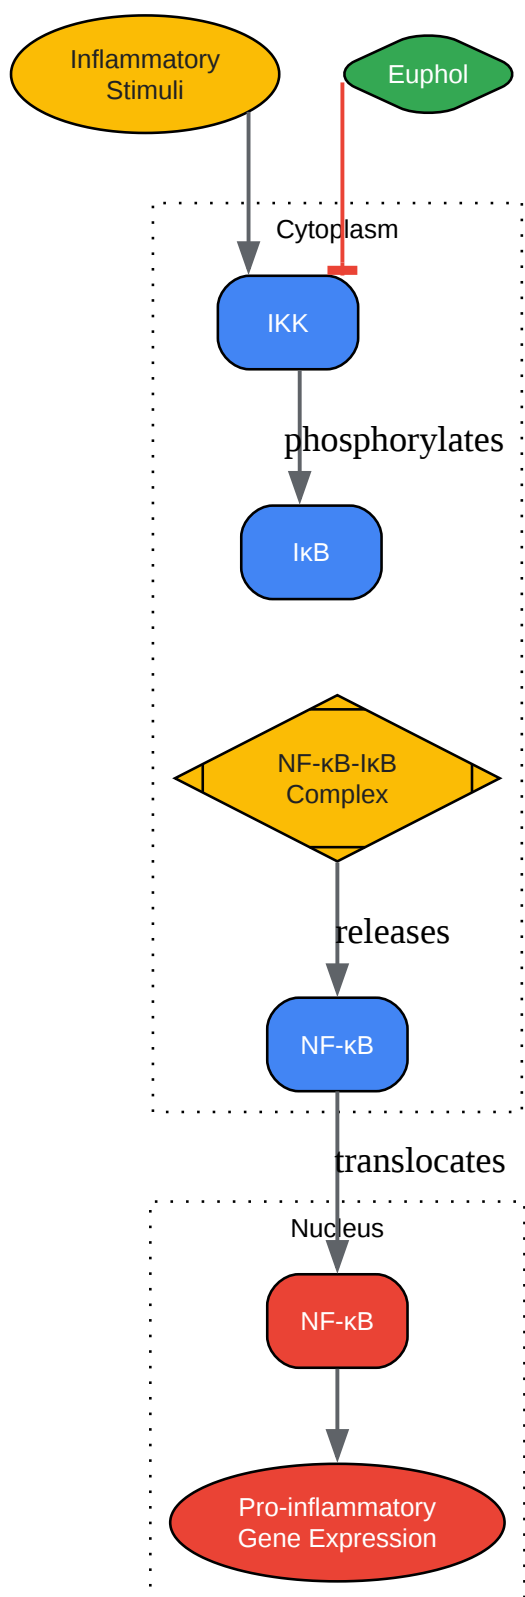 Inflammatory
Stimuli
Euphol
Cytoplasm
IKK
phosphorylates
IκB
NF-κB-IκB
Complex
releases
NF-κB
translocates
Nucleus
NF-κB
Pro-inflammatory
Gene Expression